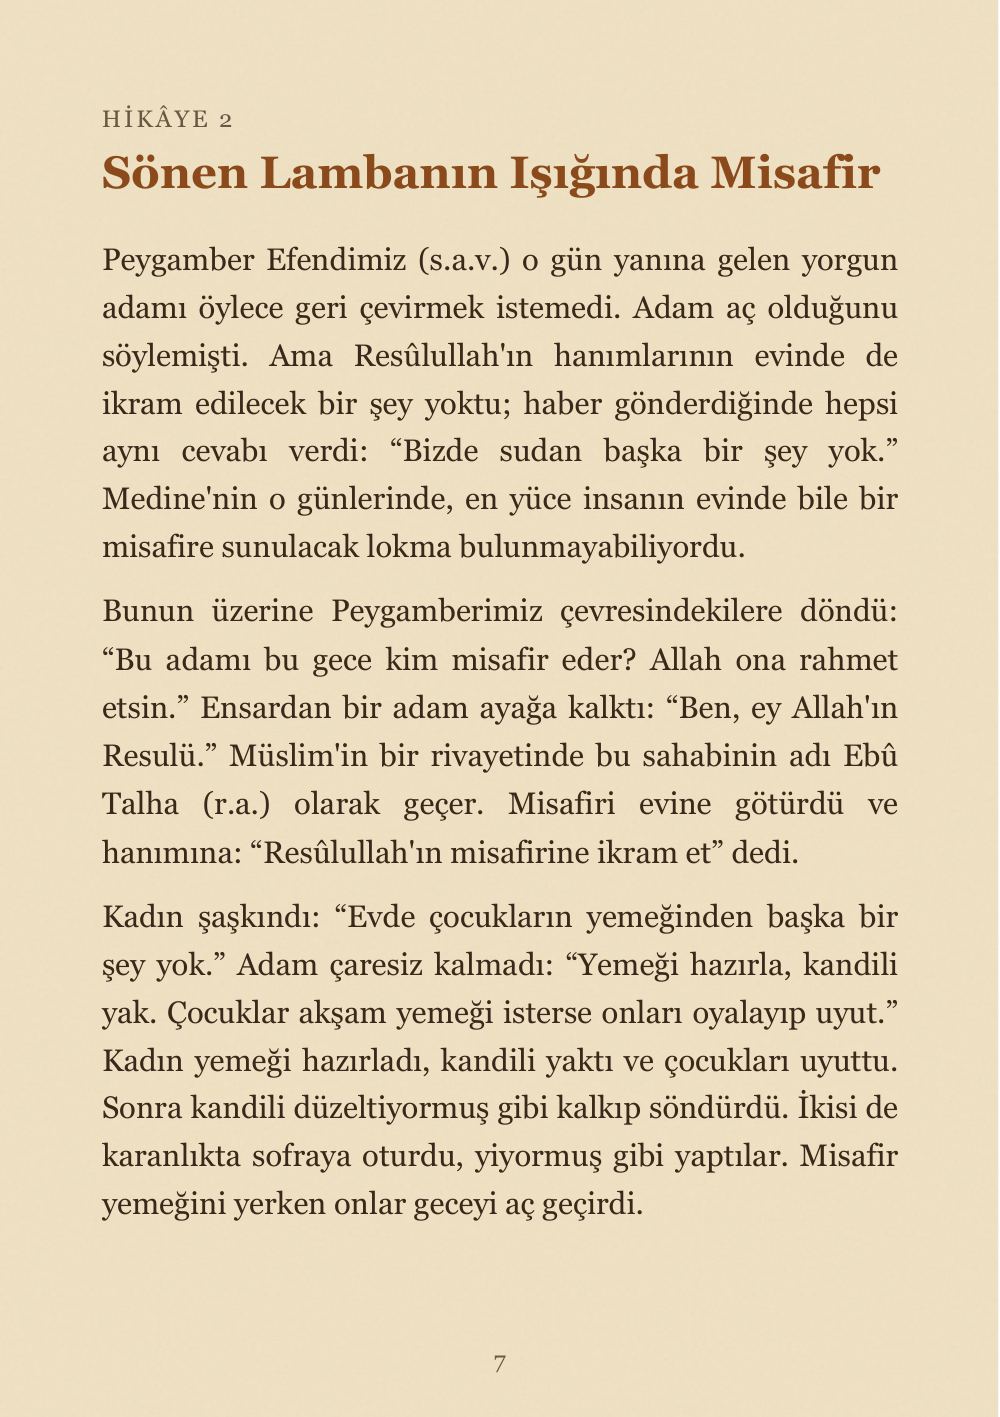 HİKÂYE 2
Sönen Lambanın Işığında Misafir
Peygamber Efendimiz (s.a.v.) o gün yanına gelen yorgun
adamı öylece geri çevirmek istemedi. Adam aç olduğunu
söylemişti. Ama Resûlullah'ın hanımlarının evinde de
ikram edilecek bir şey yoktu; haber gönderdiğinde hepsi
aynı cevabı verdi: “Bizde sudan başka bir şey yok.”
Medine'nin o günlerinde, en yüce insanın evinde bile bir
misafire sunulacak lokma bulunmayabiliyordu.
Bunun üzerine Peygamberimiz çevresindekilere döndü:
“Bu adamı bu gece kim misafir eder? Allah ona rahmet
etsin.” Ensardan bir adam ayağa kalktı: “Ben, ey Allah'ın
Resulü.” Müslim'in bir rivayetinde bu sahabinin adı Ebû
Talha (r.a.) olarak geçer. Misafiri evine götürdü ve
hanımına: “Resûlullah'ın misafirine ikram et” dedi.
Kadın şaşkındı: “Evde çocukların yemeğinden başka bir
şey yok.” Adam çaresiz kalmadı: “Yemeği hazırla, kandili
yak. Çocuklar akşam yemeği isterse onları oyalayıp uyut.”
Kadın yemeği hazırladı, kandili yaktı ve çocukları uyuttu.
Sonra kandili düzeltiyormuş gibi kalkıp söndürdü. İkisi de
karanlıkta sofraya oturdu, yiyormuş gibi yaptılar. Misafir
yemeğini yerken onlar geceyi aç geçirdi.
7